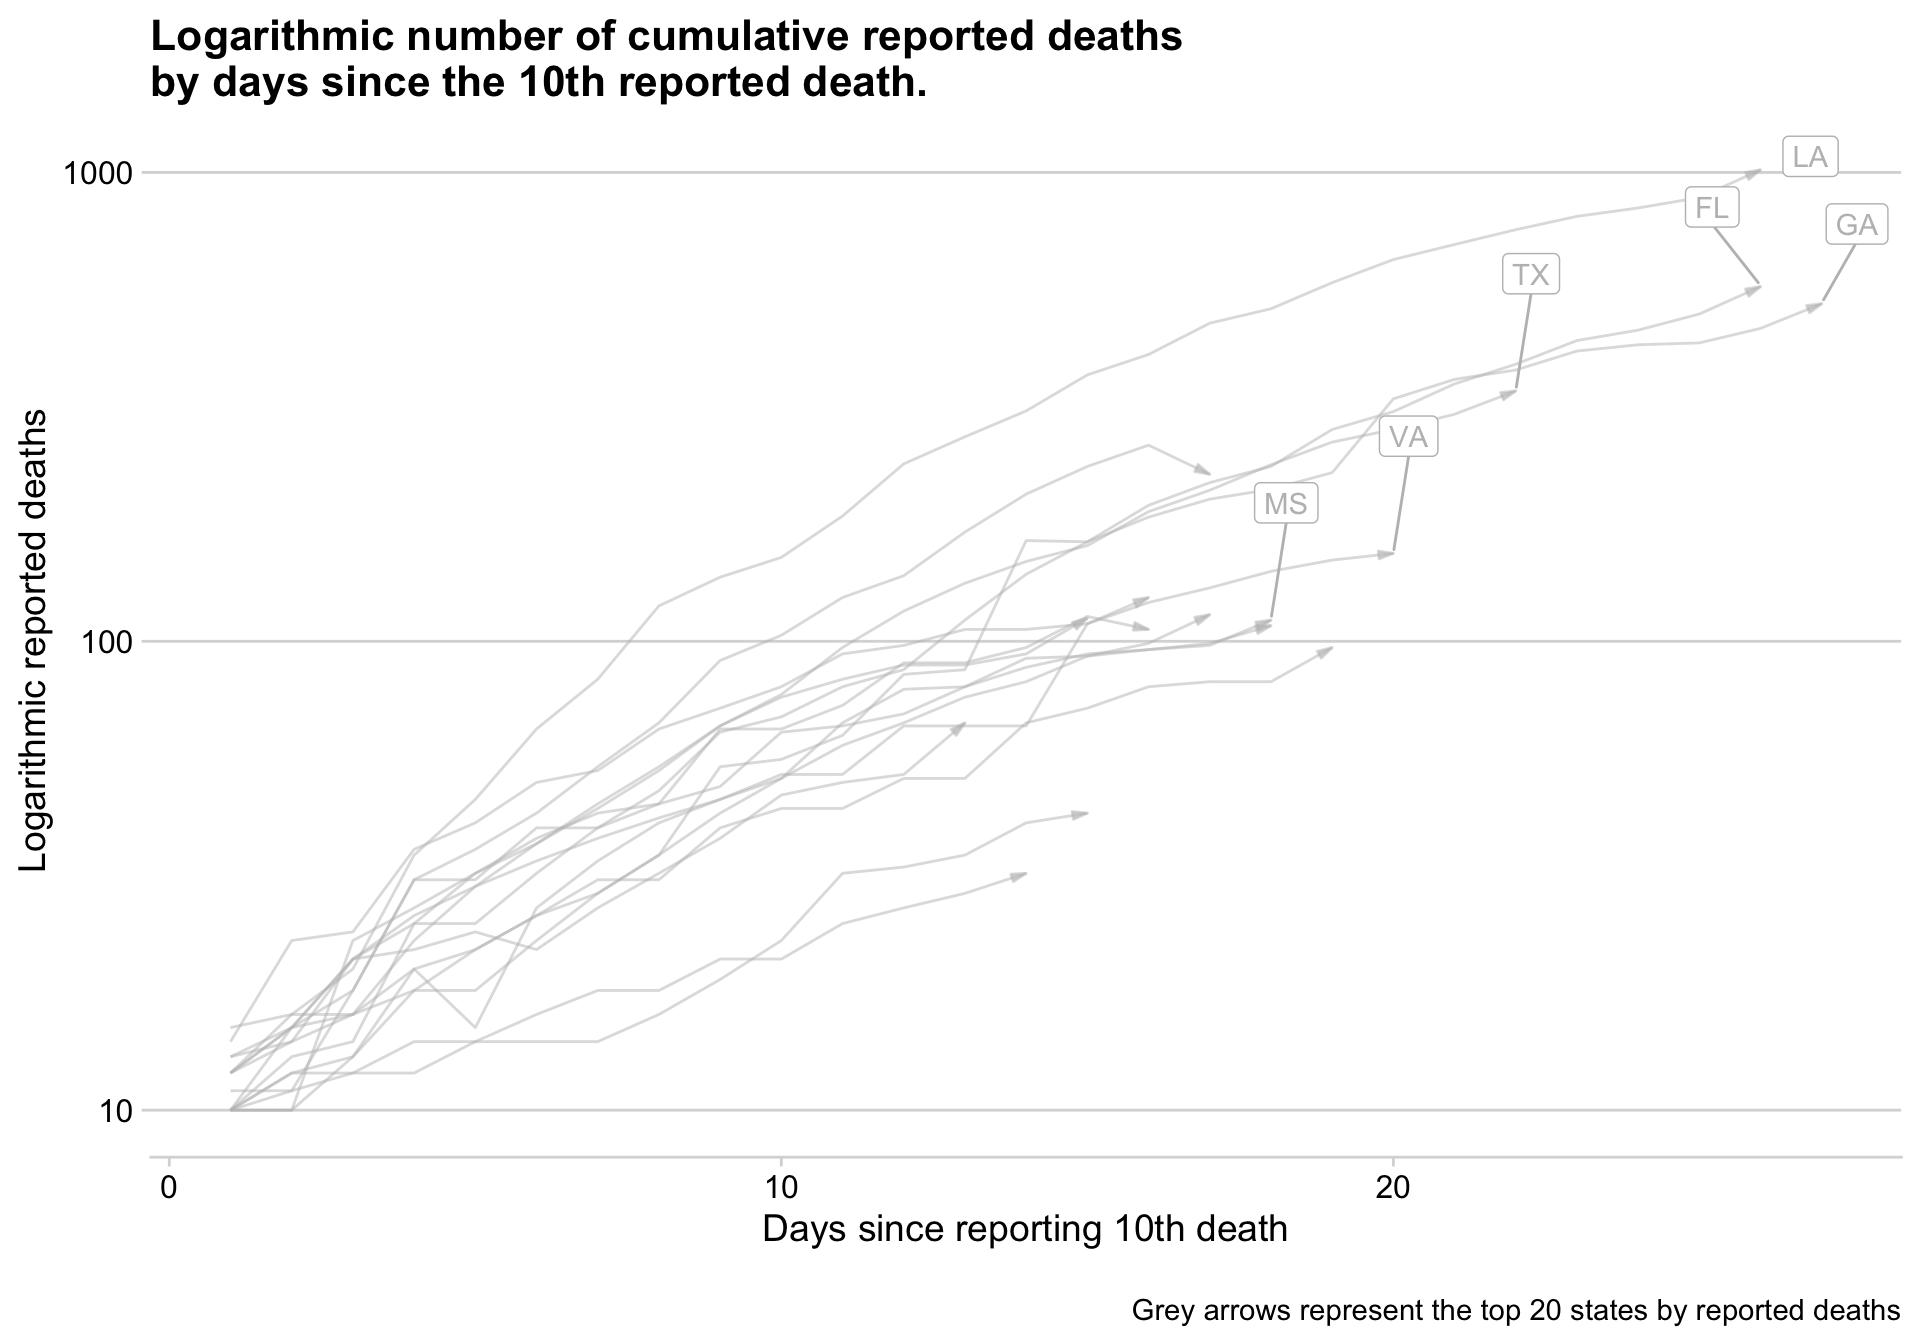 Logarithmic number of cumulative reported deaths
by days since the 10th reported death.
1000
LA
FL
GA
TX
VA
MS
100
10
Logarithmic reported deaths
0
10
20
Days since reporting 10th death
Grey arrows represent the top 20 states by reported deaths